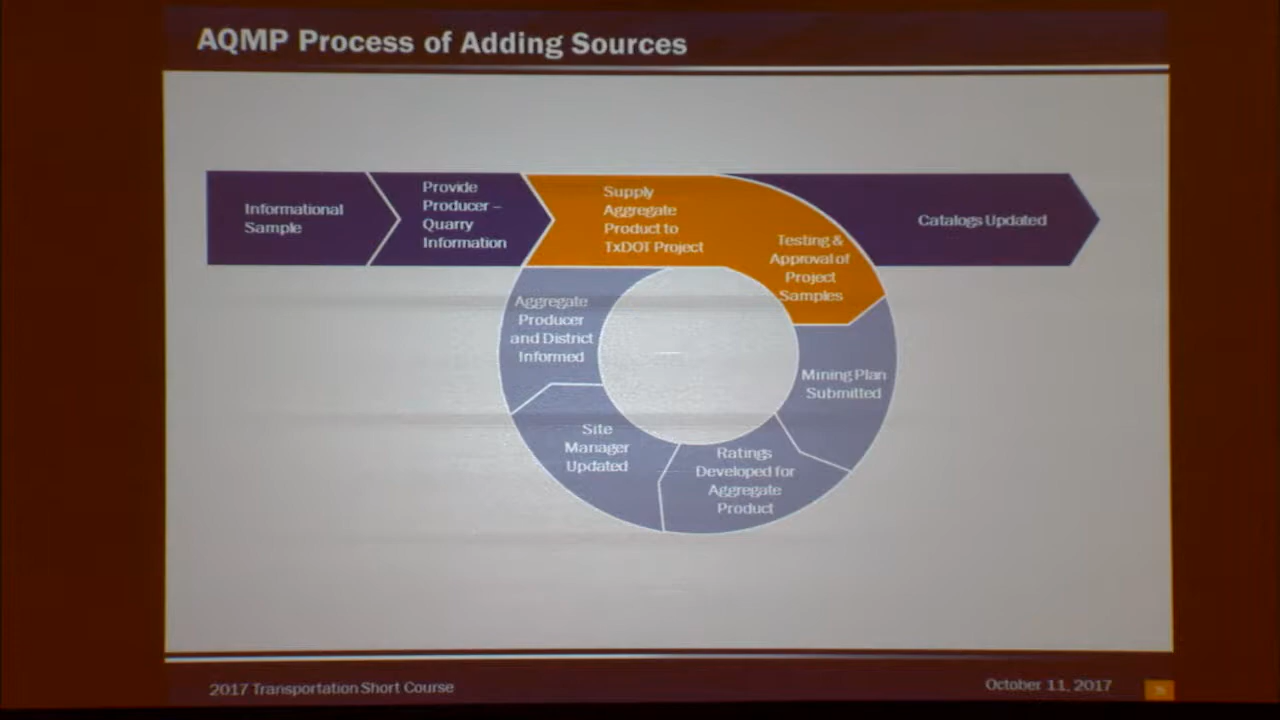 AQMP Process of Adding Sources
Informational
Sample
Provide
Producer –
Quarry
Information
Supply
Aggregate
Product to
TxDOT Project
Testing &
Approval of
Project
Samples
Catalogs Updated
Mining Plan
Submitted
Ratings
Developed for
Aggregate
Product
Site
Manager
Updated
Aggregate
Producer
and District
Informed
2017 Transportation Short Course
October 11, 2017